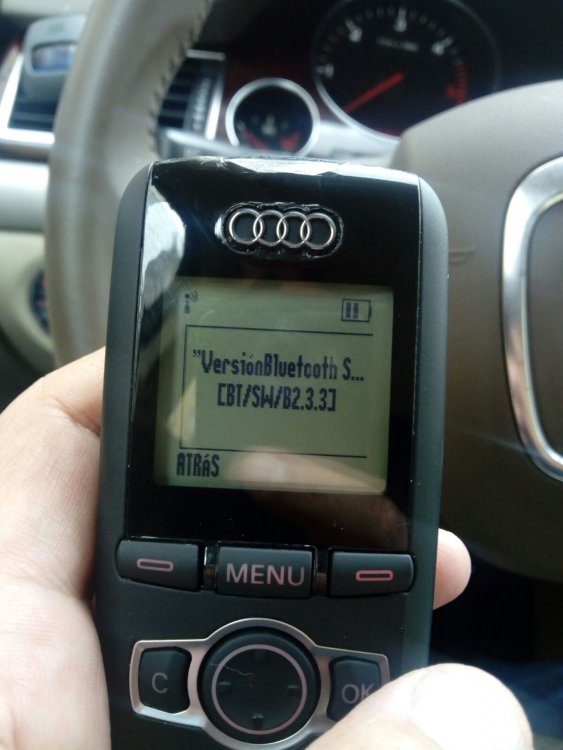 "VersiónBluetooth S...
[BT/SW/B2.3.3]
ATRáS
MENU
C
OK